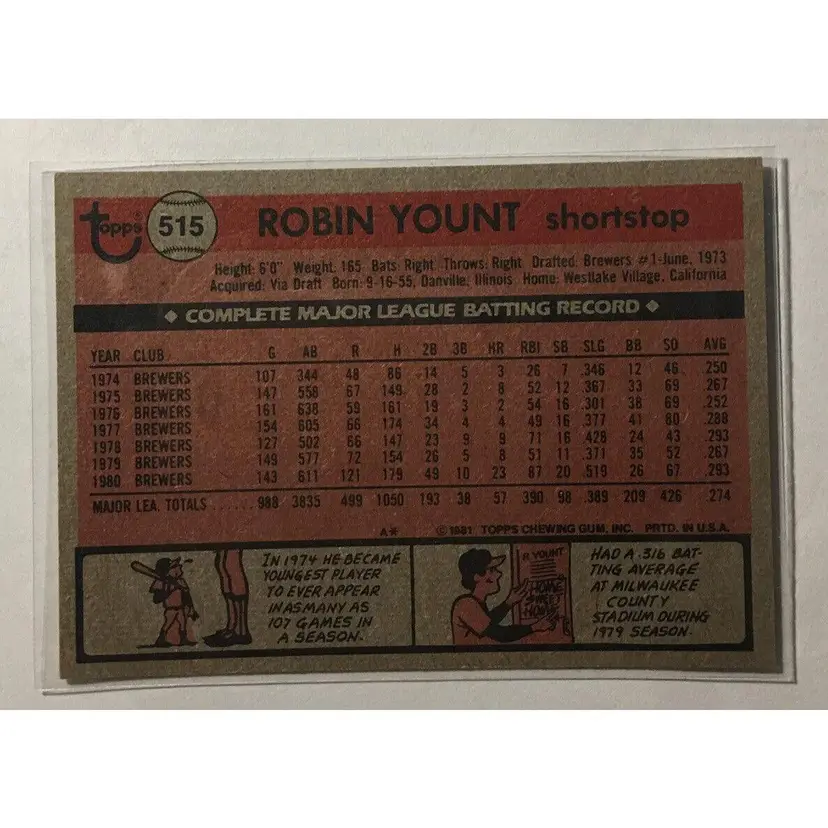 topps® 515 ROBIN YOUNT shortstop
Height: 6'0" Weight: 165 Bats: Right Throws: Right Drafted: Brewers #1-June, 1973
Acquired: Via Draft Born: 9-16-55, Danville, Illinois Home: Westlake Village, California
◆ COMPLETE MAJOR LEAGUE BATTING RECORD ◆
YEAR CLUB G AB R H 2B 3B HR RBI SB SLG BB SO AVG
1974 BREWERS 107 344 48 86 14 5 3 26 7 .346 12 46 .250
1975 BREWERS 147 558 67 149 28 2 8 52 12 .367 33 69 .267
1976 BREWERS 161 638 59 161 19 3 2 54 16 .301 38 69 .252
1977 BREWERS 154 605 66 174 34 4 4 49 16 .377 41 80 .288
1978 BREWERS 127 502 66 147 23 9 9 71 16 .428 24 43 .293
1979 BREWERS 149 577 72 154 26 5 8 51 11 .371 35 52 .267
1980 BREWERS 143 611 121 179 49 10 23 87 20 .519 26 67 .293
MAJOR LEA. TOTALS ...... 988 3835 499 1050 193 38 57 390 98 .389 209 426 .274
A* © 1981 TOPPS CHEWING GUM, INC. PRTD. IN U.S.A.
IN 1974 HE BECAME
YOUNGEST PLAYER
TO EVER APPEAR
IN AS MANY AS
107 GAMES IN
A SEASON.
R YOUNT
HOME
SWEET
HOME
HAD A .316 BAT-
TING AVERAGE
AT MILWAUKEE
COUNTY
STADIUM DURING
1979 SEASON.